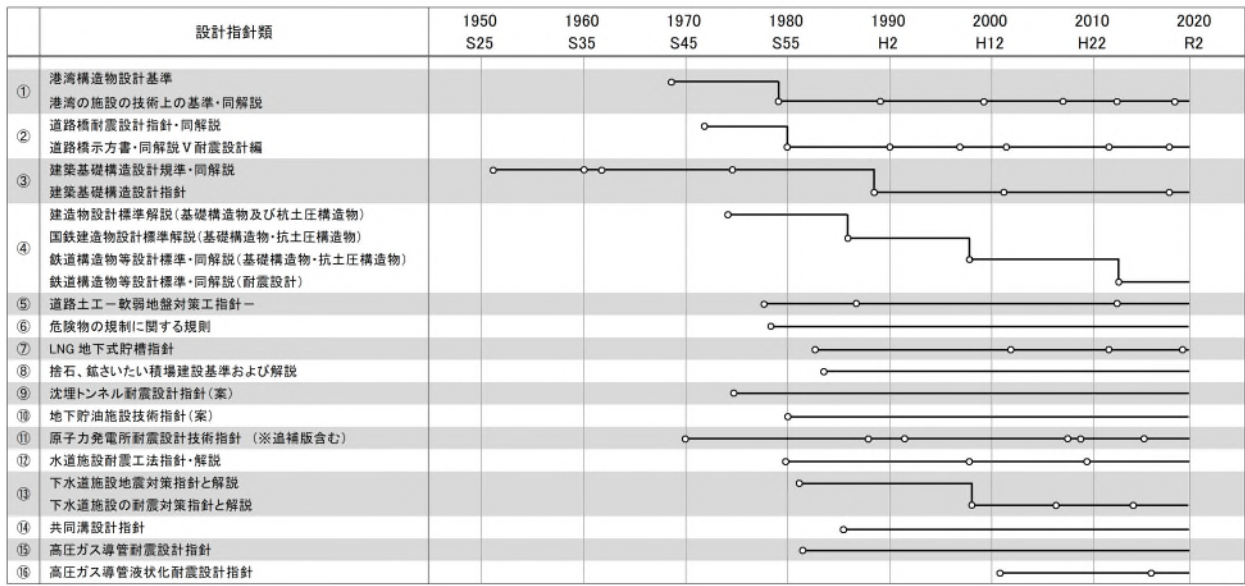 設計指針類
1950 1960 1970 1980 1990 2000 2010 2020
S25 S35 S45 S55 H2 H12 H22 R2
① 港湾構造物設計基準
港湾の施設の技術上の基準・同解説
② 道路橋耐震設計指針・同解説
道路橋示方書・同解説Ⅴ耐震設計編
③ 建築基礎構造設計規準・同解説
建築基礎構造設計指針
④ 建造物設計標準解説(基礎構造物及び杭土圧構造物)
国鉄建造物設計標準解説(基礎構造物・抗土圧構造物)
鉄道構造物等設計標準・同解説(基礎構造物・抗土圧構造物)
鉄道構造物等設計標準・同解説(耐震設計)
⑤ 道路土工－軟弱地盤対策工指針－
⑥ 危険物の規制に関する規則
⑦ LNG 地下式貯槽指針
⑧ 捨石、鉱さいたい積場建設基準および解説
⑨ 沈埋トンネル耐震設計指針(案)
⑩ 地下貯油施設技術指針(案)
⑪ 原子力発電所耐震設計技術指針 (※追補版含む)
⑫ 水道施設耐震工法指針・解説
⑬ 下水道施設地震対策指針と解説
下水道施設の耐震対策指針と解説
⑭ 共同溝設計指針
⑮ 高圧ガス導管耐震設計指針
⑯ 高圧ガス導管液状化耐震設計指針